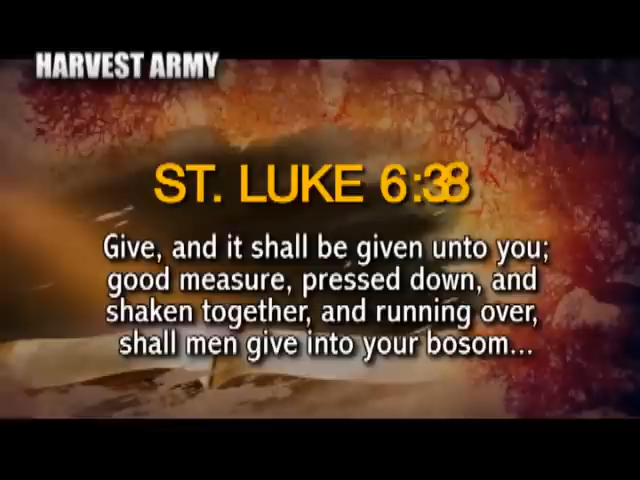 HARVEST ARMY
ST. LUKE 6:38
Give, and it shall be given unto you;
good measure, pressed down, and
shaken together, and running over,
shall men give into your bosom...